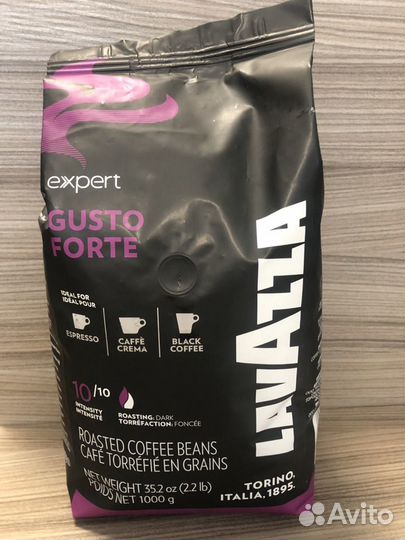 expert
GUSTO
FORTE
IDEAL FOR
IDÉAL POUR
ESPRESSO
CAFFÈ
CREMA
BLACK
COFFEE
10/10
INTENSITY
INTENSITÉ
ROASTING: DARK
TORRÉFACTION: FONCÉE
ROASTED COFFEE BEANS
CAFÉ TORRÉFIÉ EN GRAINS
NET WEIGHT 35.2 oz (2.2 lb)
POIDS NET 1000 g
LAVAZZA
TORINO,
ITALIA, 1895
Avito